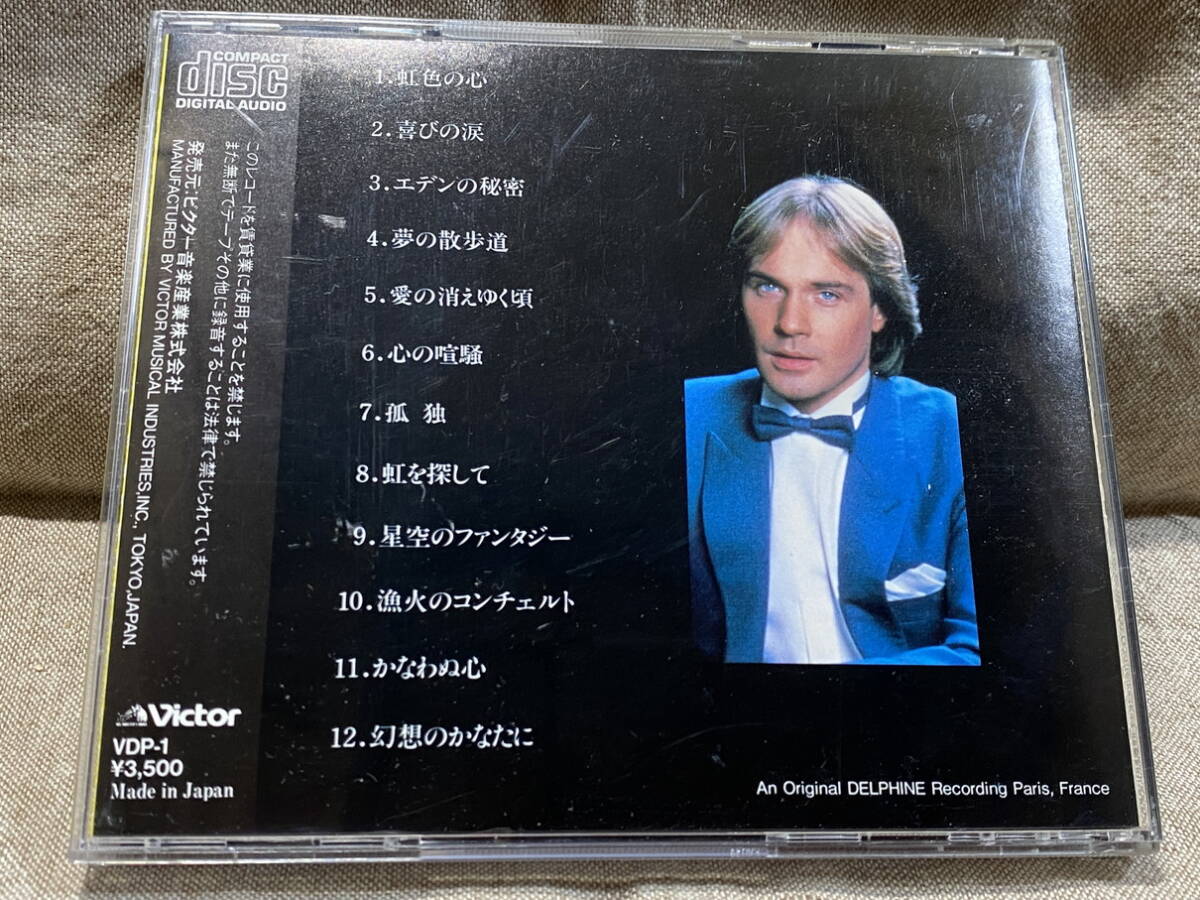 COMPACT
disc
DIGITAL AUDIO
このレコードを賃貸業に使用することを禁じます。
また無断でテープその他に録音することは法律で禁じられています。
発売元:ビクター音楽産業株式会社
MANUFACTURED BY VICTOR MUSICAL INDUSTRIES,INC., TOKYO,JAPAN.
Victor
VDP-1
¥3,500
Made in Japan
1.虹色の心
2.喜びの涙
3.エデンの秘密
4.夢の散歩道
5.愛の消えゆく頃
6.心の喧騒
7.孤 独
8.虹を探して
9.星空のファンタジー
10.漁火のコンチェルト
11.かなわぬ心
12.幻想のかなたに
An Original DELPHINE Recording Paris, France